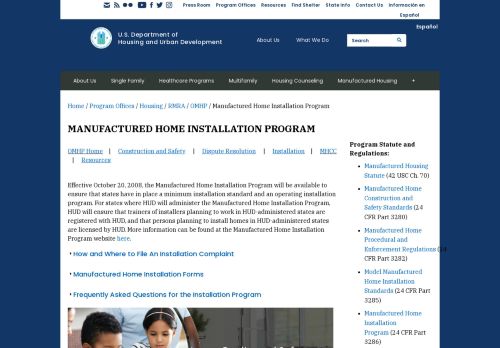 Press Room Program Offices Resources Find Shelter State Info Contact Us Información en Español
Español
U.S. Department of
Housing and Urban Development
About Us What We Do
Search
About Us Single Family Healthcare Programs Multifamily Housing Counseling Manufactured Housing +
Home / Program Offices / Housing / RMRA / OMHP / Manufactured Home Installation Program
MANUFACTURED HOME INSTALLATION PROGRAM
OMHP Home | Construction and Safety | Dispute Resolution | Installation | MHCC
| Resources
Effective October 20, 2008, the Manufactured Home Installation Program will be available to
ensure that states have in place a minimum installation standard and an operating installation
program. For states where HUD will administer the Manufactured Home Installation Program,
HUD will ensure that trainers of installers planning to work in HUD-administered states are
registered with HUD, and that persons planning to install homes in HUD-administered states
are licensed by HUD. More information can be found at the Manufactured Home Installation
Program website here.
How and Where to File An Installation Complaint
Manufactured Home Installation Forms
Frequently Asked Questions for the Installation Program
Program Statute and
Regulations:
Manufactured Housing
Statute (42 USC Ch. 70)
Manufactured Home
Construction and
Safety Standards (24
CFR Part 3280)
Manufactured Home
Procedural and
Enforcement Regulations (24
CFR Part 3282)
Model Manufactured
Home Installation
Standards (24 CFR Part
3285)
Manufactured Home
Installation
Program (24 CFR Part
3286)